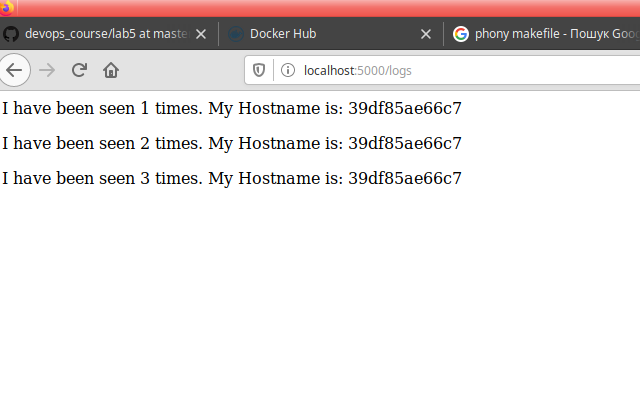 devops_course/lab5 at maste
Docker Hub
phony makefile - Пошук Goo
localhost:5000/logs
I have been seen 1 times. My Hostname is: 39df85ae66c7
I have been seen 2 times. My Hostname is: 39df85ae66c7
I have been seen 3 times. My Hostname is: 39df85ae66c7